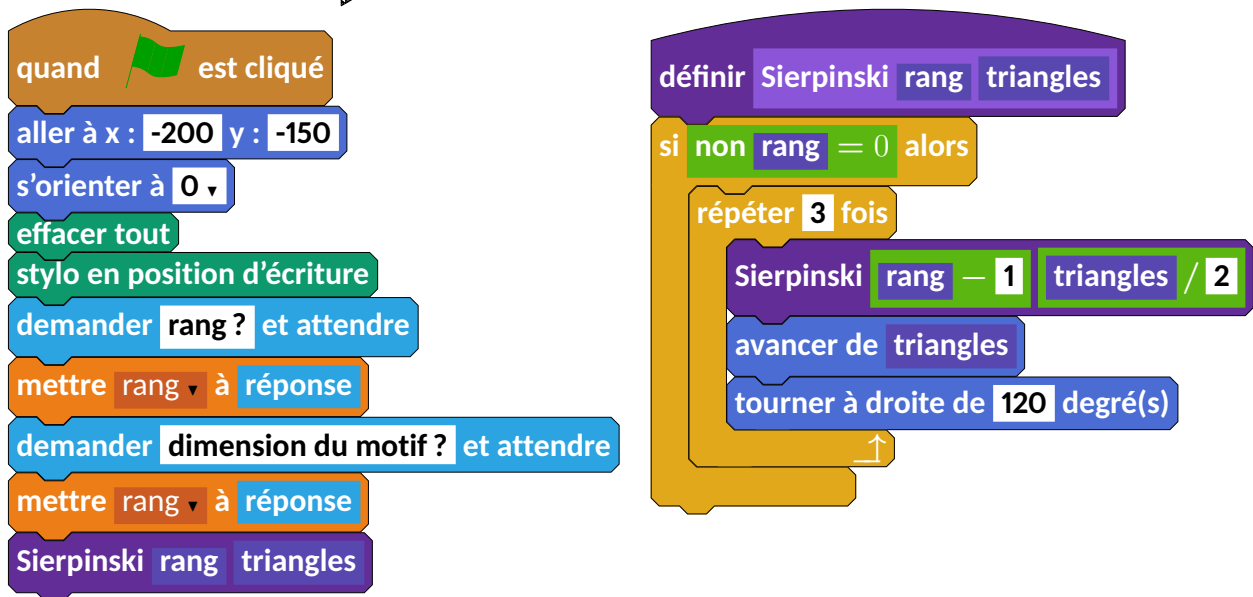 quand est cliqué
aller à x : -200 y : -150
s'orienter à 0 ▾
effacer tout
stylo en position d'écriture
demander rang ? et attendre
mettre rang ▾ à réponse
demander dimension du motif ? et attendre
mettre rang ▾ à réponse
Sierpinski rang triangles
définir Sierpinski rang triangles
si non rang = 0 alors
répéter 3 fois
Sierpinski rang − 1 triangles / 2
avancer de triangles
tourner à droite de 120 degré(s)